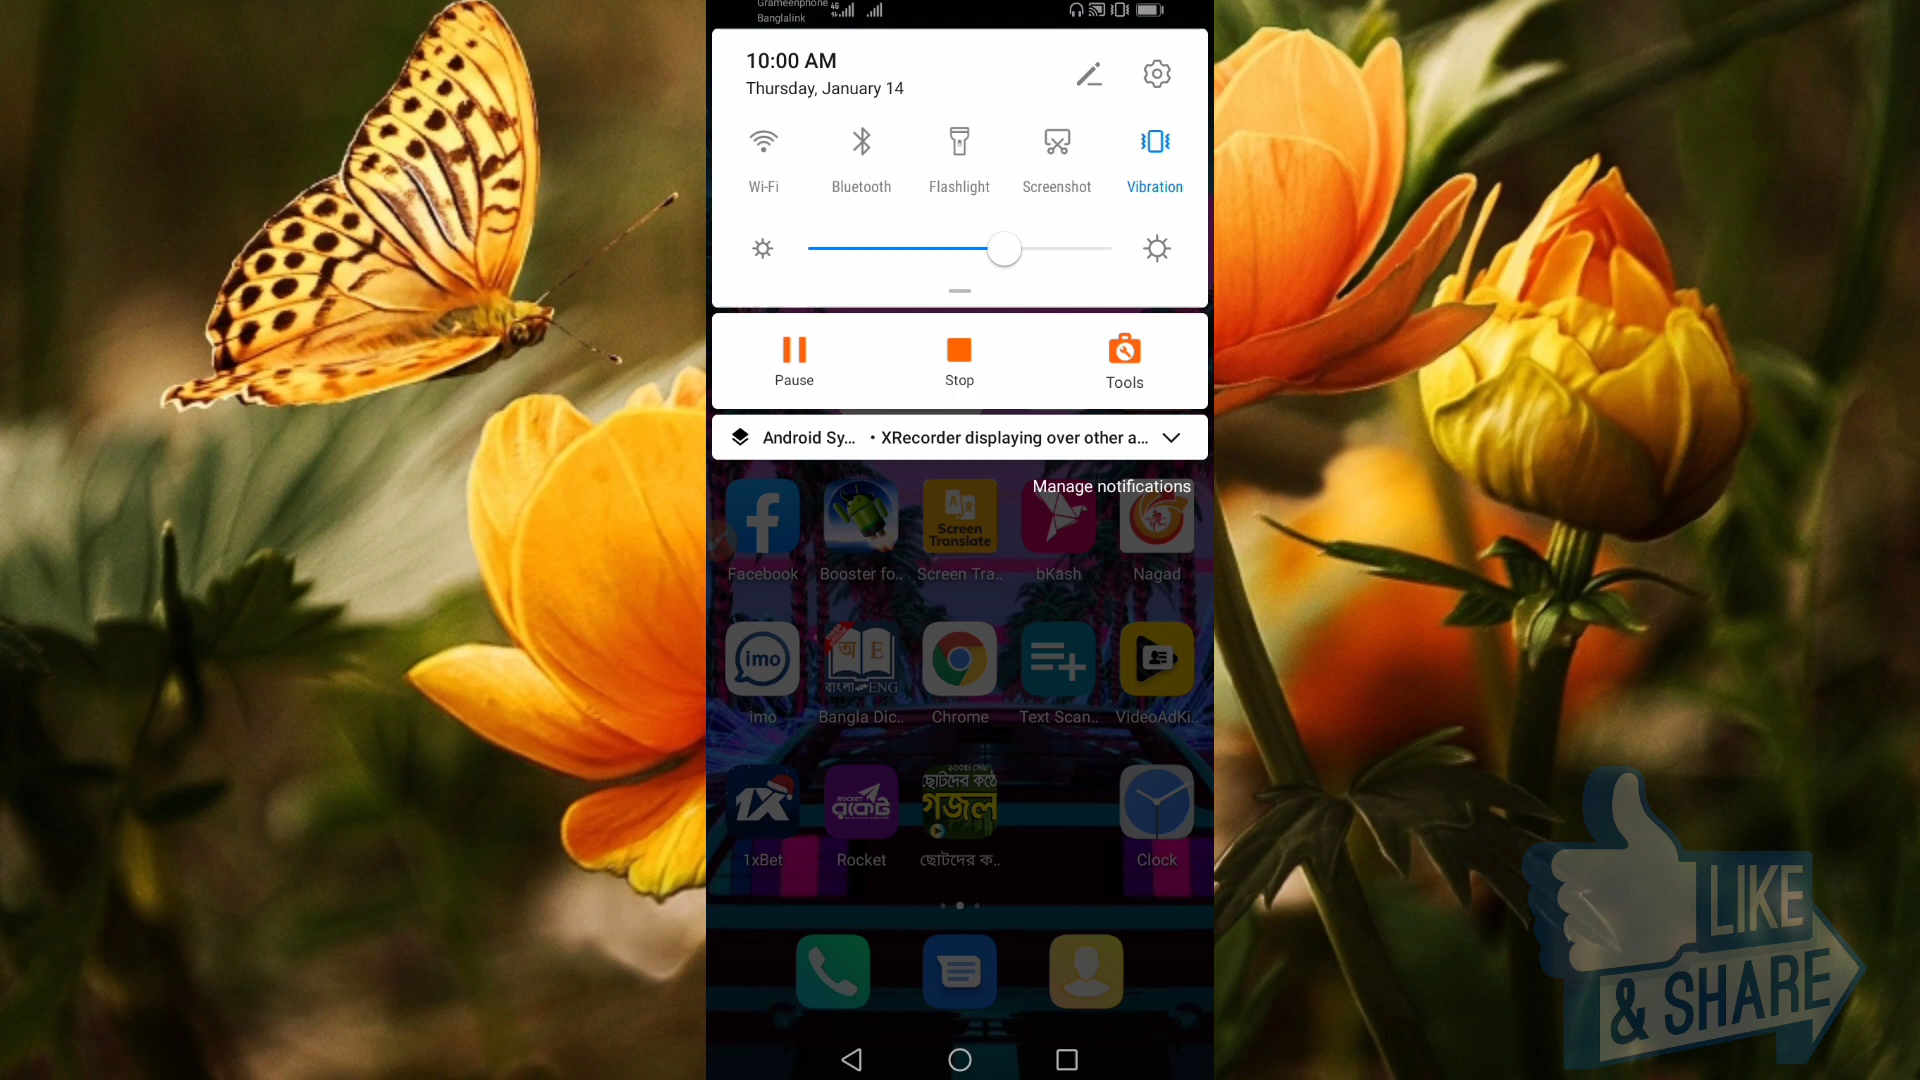 Grameenphone 4G
Banglalink
10:00 AM
Thursday, January 14
Wi-Fi Bluetooth Flashlight Screenshot Vibration
Pause Stop Tools
Android Sy... • XRecorder displaying over other a...
Manage notifications
Screen
Translate
Facebook Booster fo.. Screen Tra.. bKash Nagad
imo অ E
বাংলা ENG
imo Bangla Dic.. Chrome Text Scan.. VideoAdKi..
1X ROCKET
রকেট
ছোটদের কন্ঠে
গজল
1xBet Rocket ছোটদের ক.. Clock
LIKE
& SHARE